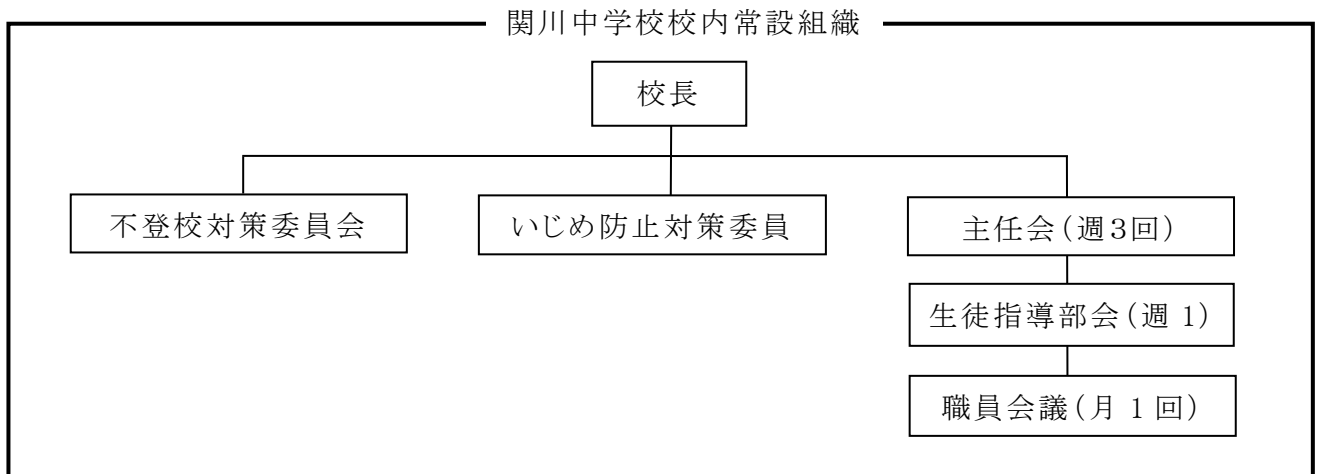 関川中学校校内常設組織
校長
不登校対策委員会
いじめ防止対策委員
主任会(週3回)
生徒指導部会(週 1)
職員会議(月 1 回)